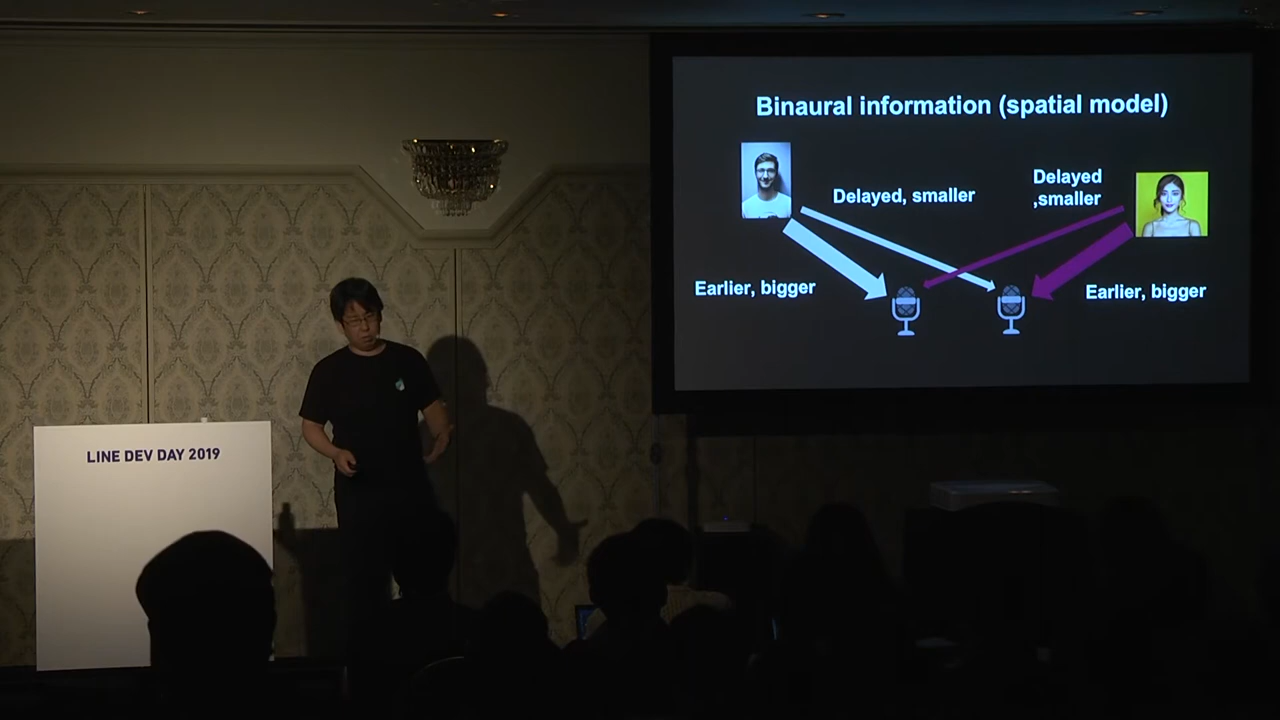 Binaural information (spatial model)
Delayed, smaller
Delayed
,smaller
Earlier, bigger
Earlier, bigger
LINE DEV DAY 2019